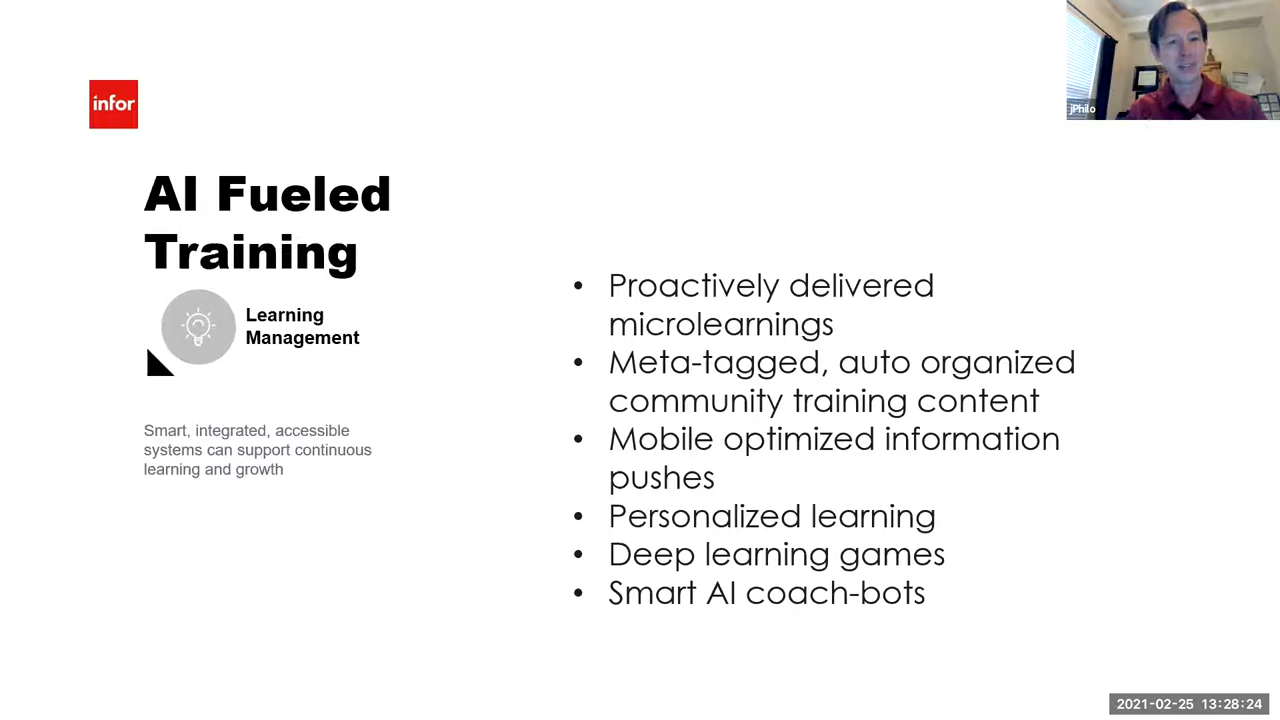 infor
jPhilo
AI Fueled
Training
Learning
Management
Smart, integrated, accessible
systems can support continuous
learning and growth
• Proactively delivered
microlearnings
• Meta-tagged, auto organized
community training content
• Mobile optimized information
pushes
• Personalized learning
• Deep learning games
• Smart AI coach-bots
2021-02-25 13:28:24